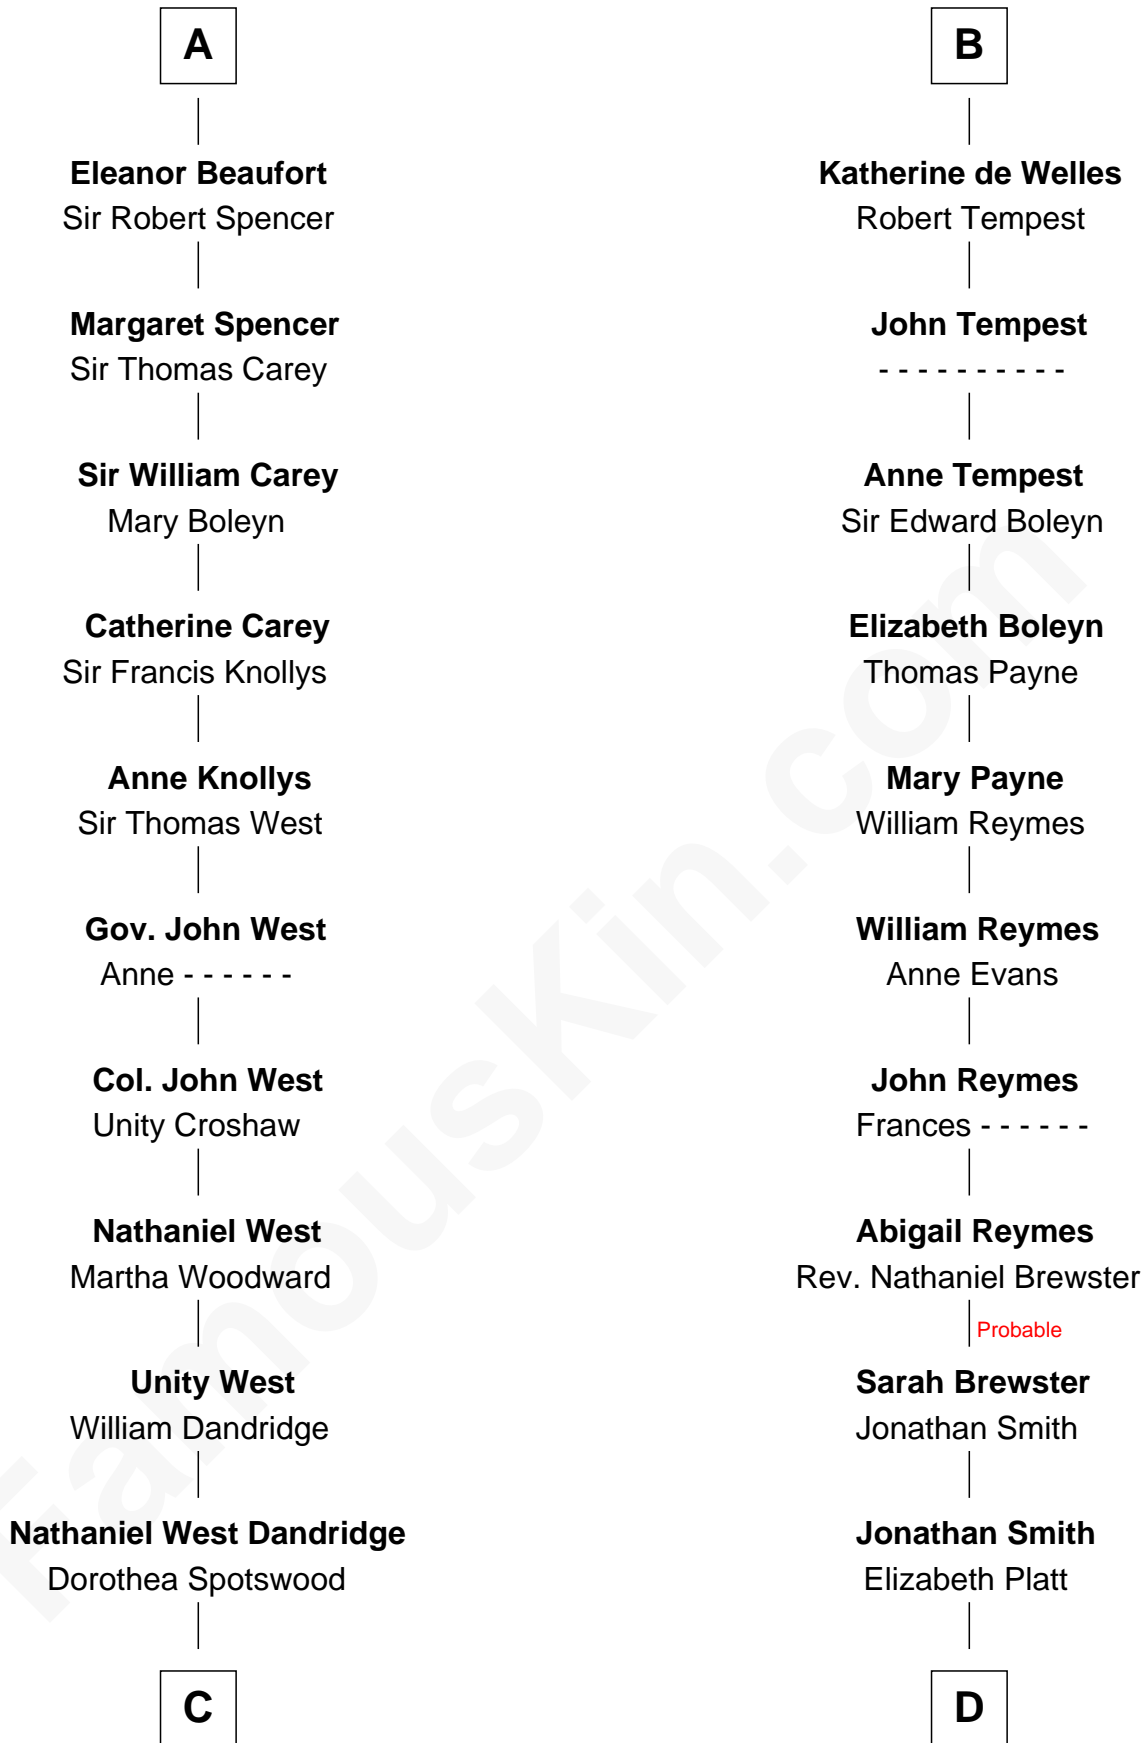 A
Eleanor Beaufort
Sir Robert Spencer
Margaret Spencer
Sir Thomas Carey
Sir William Carey
Mary Boleyn
Catherine Carey
Sir Francis Knollys
Anne Knollys
Sir Thomas West
Gov. John West
Anne - - - - - -
Col. John West
Unity Croshaw
Nathaniel West
Martha Woodward
Unity West
William Dandridge
Nathaniel West Dandridge
Dorothea Spotswood
C
B
Katherine de Welles
Robert Tempest
John Tempest
- - - - - - - - - -
Anne Tempest
Sir Edward Boleyn
Elizabeth Boleyn
Thomas Payne
Mary Payne
William Reymes
William Reymes
Anne Evans
John Reymes
Frances - - - - - -
Abigail Reymes
Rev. Nathaniel Brewster
Probable
Sarah Brewster
Jonathan Smith
Jonathan Smith
Elizabeth Platt
D
FamousKin.com